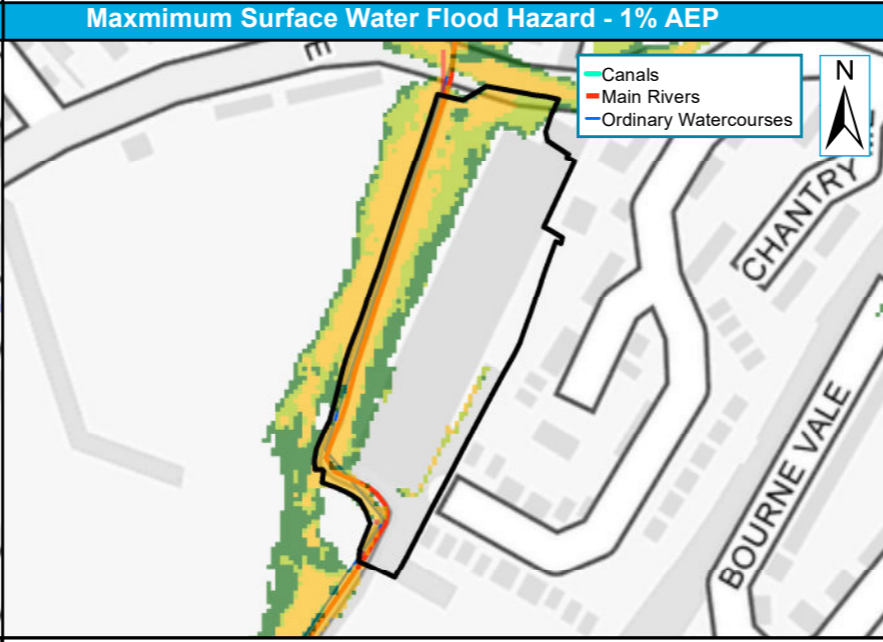 Maxmimum Surface Water Flood Hazard - 1% AEP
E
Canals
Main Rivers
Ordinary Watercourses
N
CHANTRY
BOURNE VALE